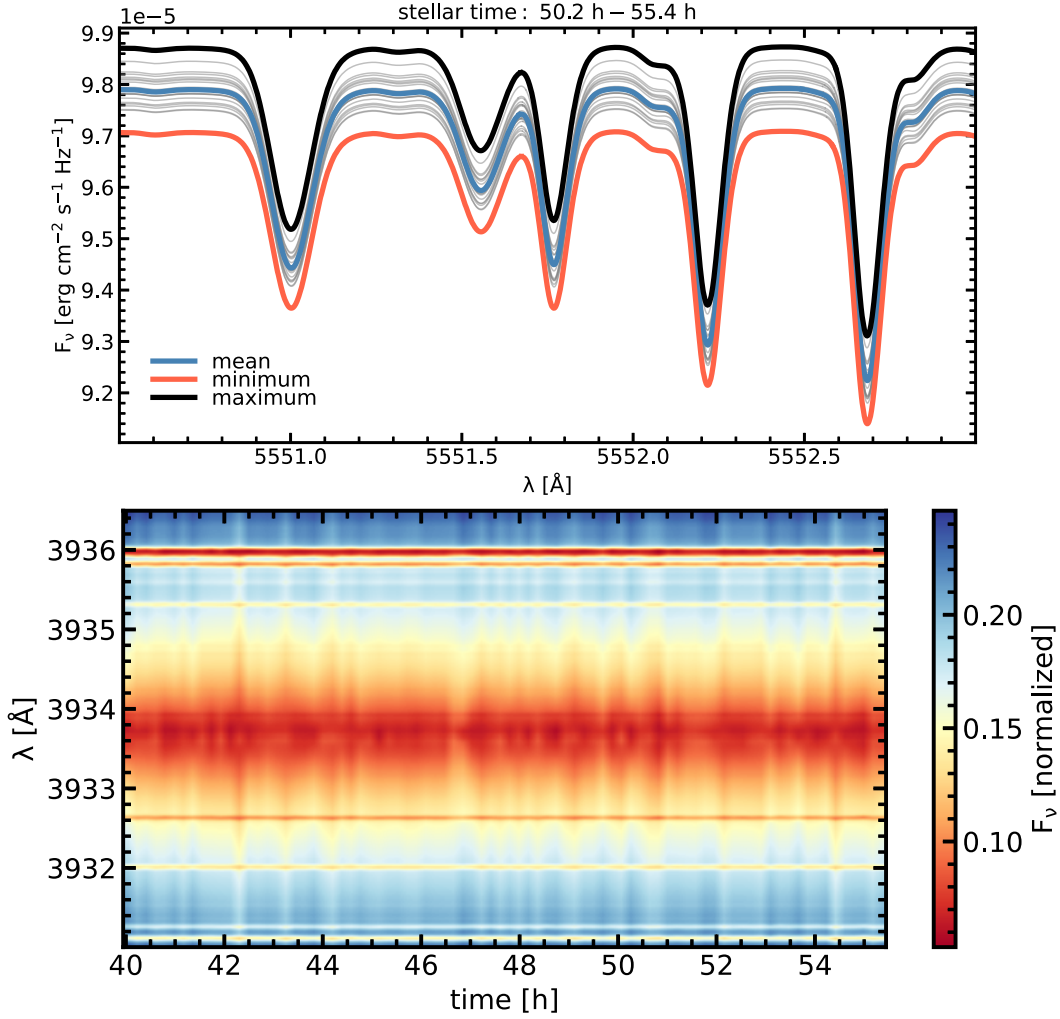 stellar time: 50.2 h − 55.4 h
1e−5
9.9
9.8
9.7
9.6
9.5
9.4
9.3
9.2
F_ν [erg cm⁻² s⁻¹ Hz⁻¹]
mean
minimum
maximum
5551.0 5551.5 5552.0 5552.5
λ [Å]
3936
3935
3934
3933
3932
λ [Å]
40 42 44 46 48 50 52 54
time [h]
0.20
0.15
0.10
F_ν [normalized]